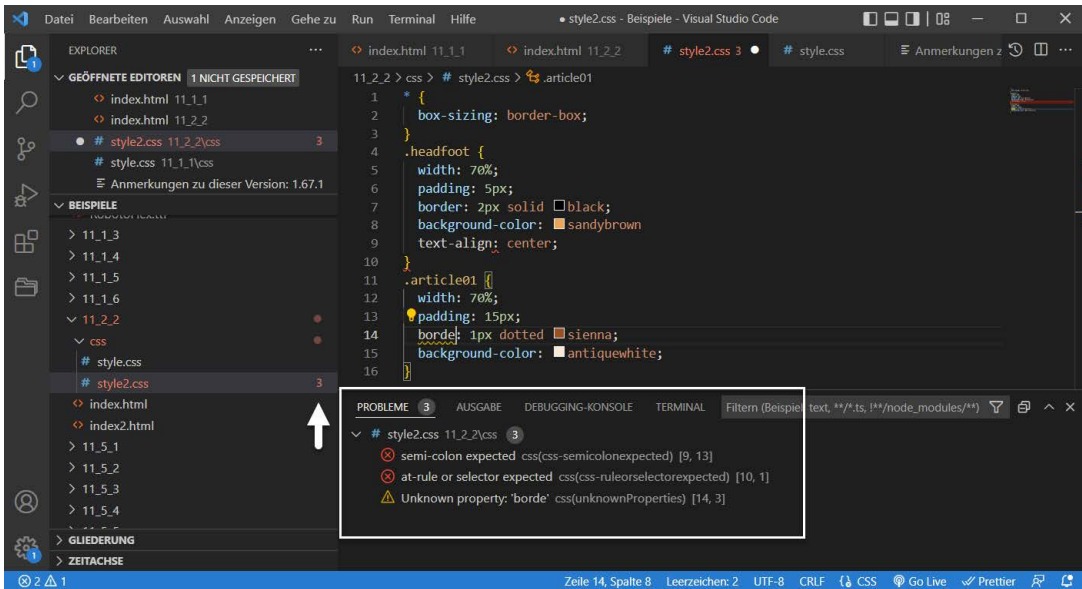 Datei Bearbeiten Auswahl Anzeigen Gehe zu Run Terminal Hilfe ● style2.css - Beispiele - Visual Studio Code
EXPLORER ···
GEÖFFNETE EDITOREN 1 NICHT GESPEICHERT
index.html 11_1_1
index.html 11_2_2
# style2.css 11_2_2\css 3
# style.css 11_1_1\css
Anmerkungen zu dieser Version: 1.67.1
BEISPIELE
> 11_1_3
> 11_1_4
> 11_1_5
> 11_1_6
11_2_2
css
# style.css
# style2.css 3
index.html
index2.html
> 11_5_1
> 11_5_2
> 11_5_3
> 11_5_4
> GLIEDERUNG
> ZEITACHSE
1
1
index.html 11_1_1 index.html 11_2_2 # style2.css 3 ● # style.css Anmerkungen z
11_2_2 > css > # style2.css > .article01
1 * {
2 box-sizing: border-box;
3 }
4 .headfoot {
5 width: 70%;
6 padding: 5px;
7 border: 2px solid black;
8 background-color: sandybrown
9 text-align: center;
10 }
11 .article01 {
12 width: 70%;
13 padding: 15px;
14 borde: 1px dotted sienna;
15 background-color: antiquewhite;
16 }
PROBLEME 3 AUSGABE DEBUGGING-KONSOLE TERMINAL Filtern (Beispiel: text, **/*.ts, !**/node_modules/**)
# style2.css 11_2_2\css 3
semi-colon expected css(css-semicolonexpected) [9, 13]
at-rule or selector expected css(css-ruleorselectorexpected) [10, 1]
Unknown property: 'borde' css(unknownProperties) [14, 3]
2 1 Zeile 14, Spalte 8 Leerzeichen: 2 UTF-8 CRLF CSS Go Live Prettier